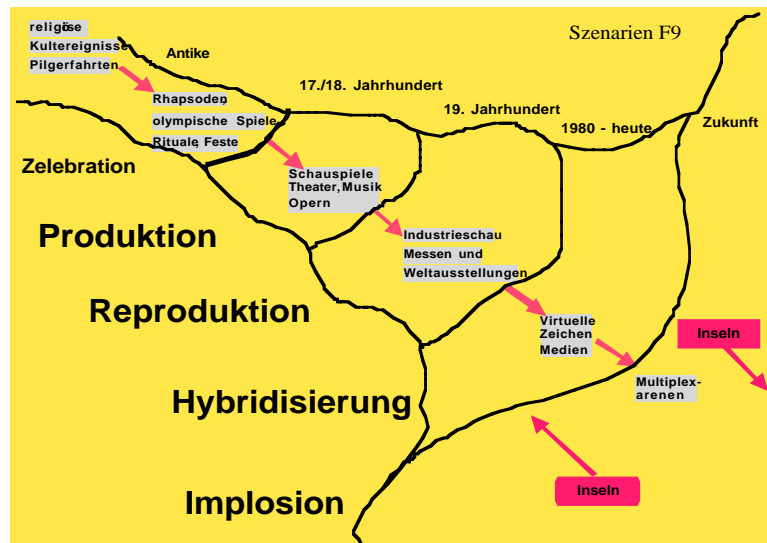 Szenarien F9
religiöse
Kultereignisse
Pilgerfahrten
Antike
17./18. Jahrhundert
19. Jahrhundert
1980 - heute
Zukunft
Rhapsoden,
olympische Spiele,
Rituale, Feste
Zelebration
Schauspiele
Theater, Musik
Opern
Produktion
Industrieschau
Messen und
Weltausstellungen
Reproduktion
Virtuelle
Zeichen
Medien
Inseln
Multiplex-
arenen
Hybridisierung
Inseln
Implosion